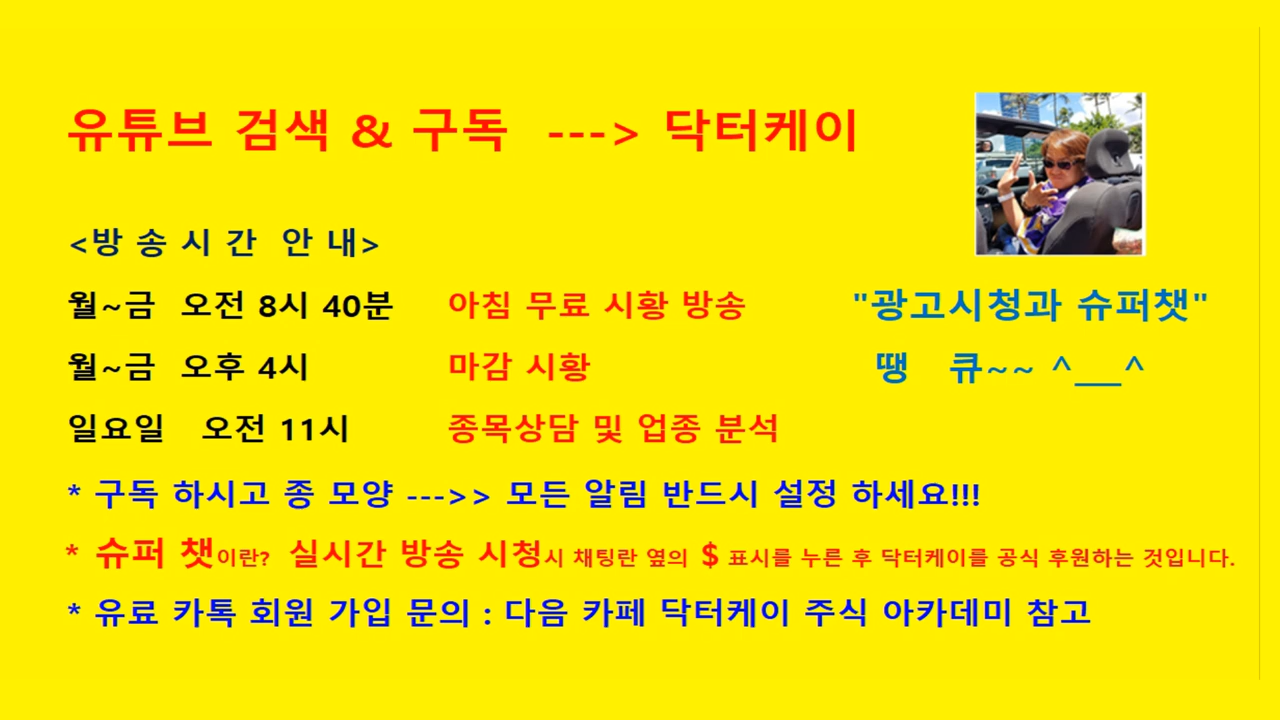 유튜브 검색 & 구독 ---> 닥터케이
<방 송 시 간 안 내>
월~금 오전 8시 40분 아침 무료 시황 방송 "광고시청과 슈퍼챗"
월~금 오후 4시 마감 시황 땡 큐~~ ^__^
일요일 오전 11시 종목상담 및 업종 분석
* 구독 하시고 종 모양 --->> 모든 알림 반드시 설정 하세요!!!
* 슈퍼 챗이란? 실시간 방송 시청시 채팅란 옆의 $ 표시를 누른 후 닥터케이를 공식 후원하는 것입니다.
* 유료 카톡 회원 가입 문의 : 다음 카페 닥터케이 주식 아카데미 참고